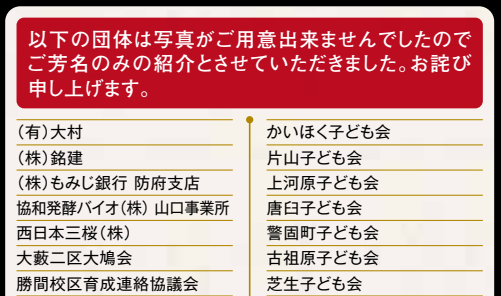 以下の団体は写真がご用意出来ませんでしたので
ご芳名のみの紹介とさせていただきました。お詫び
申し上げます。
(有)大村
(株)銘建
(株)もみじ銀行 防府支店
協和発酵バイオ(株) 山口事業所
西日本三桜(株)
大藪二区大鳩会
勝間校区育成連絡協議会
かいほく子ども会
片山子ども会
上河原子ども会
唐臼子ども会
警固町子ども会
古祖原子ども会
芝生子ども会